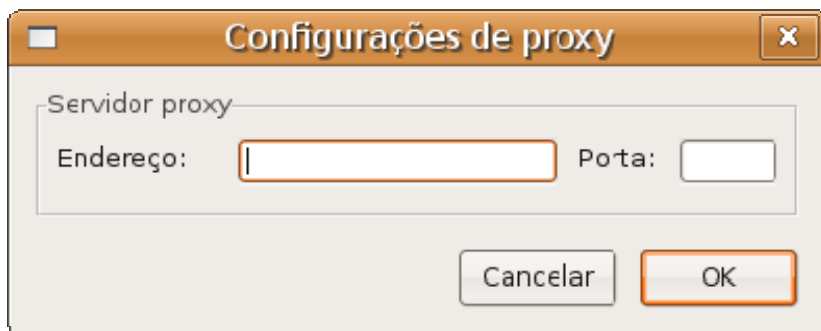 Configurações de proxy
Servidor proxy
Endereço: Porta:
Cancelar OK